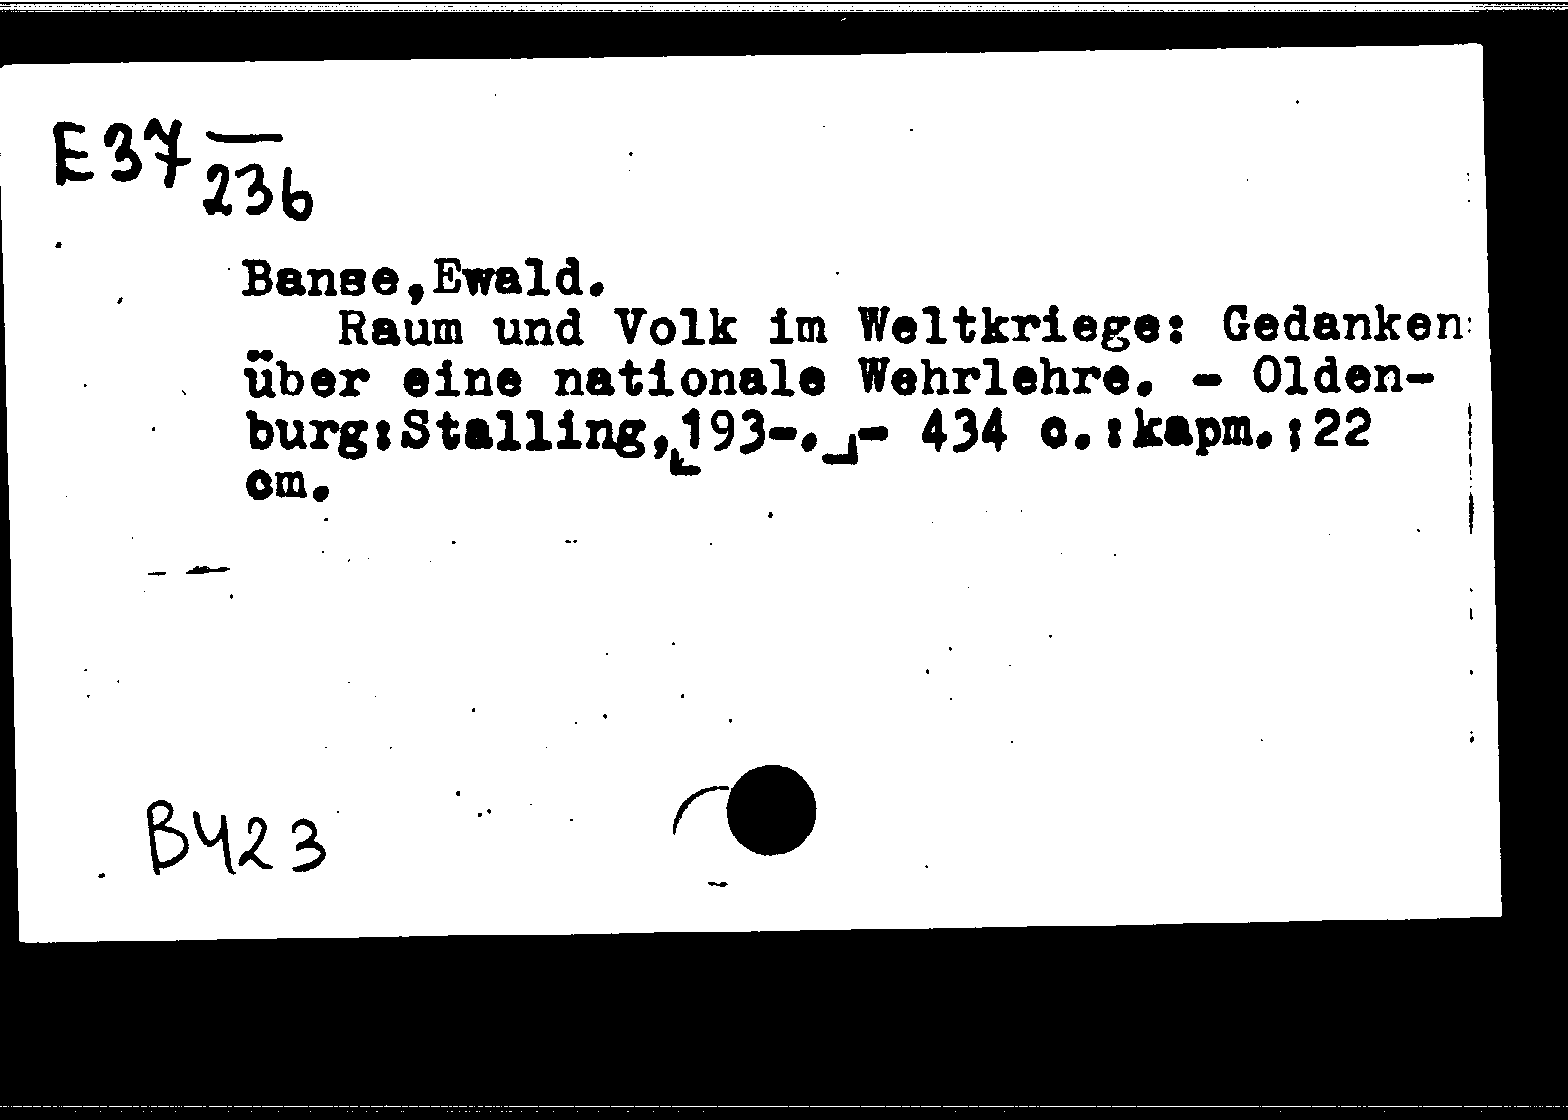 E37 —
236
Banse,Ewald.
Raum und Volk im Weltkriege: Gedanken
über eine nationale Wehrlehre. - Olden-
burg:Stalling,[193-.]- 434 c.:карт.;22
cm.
B423